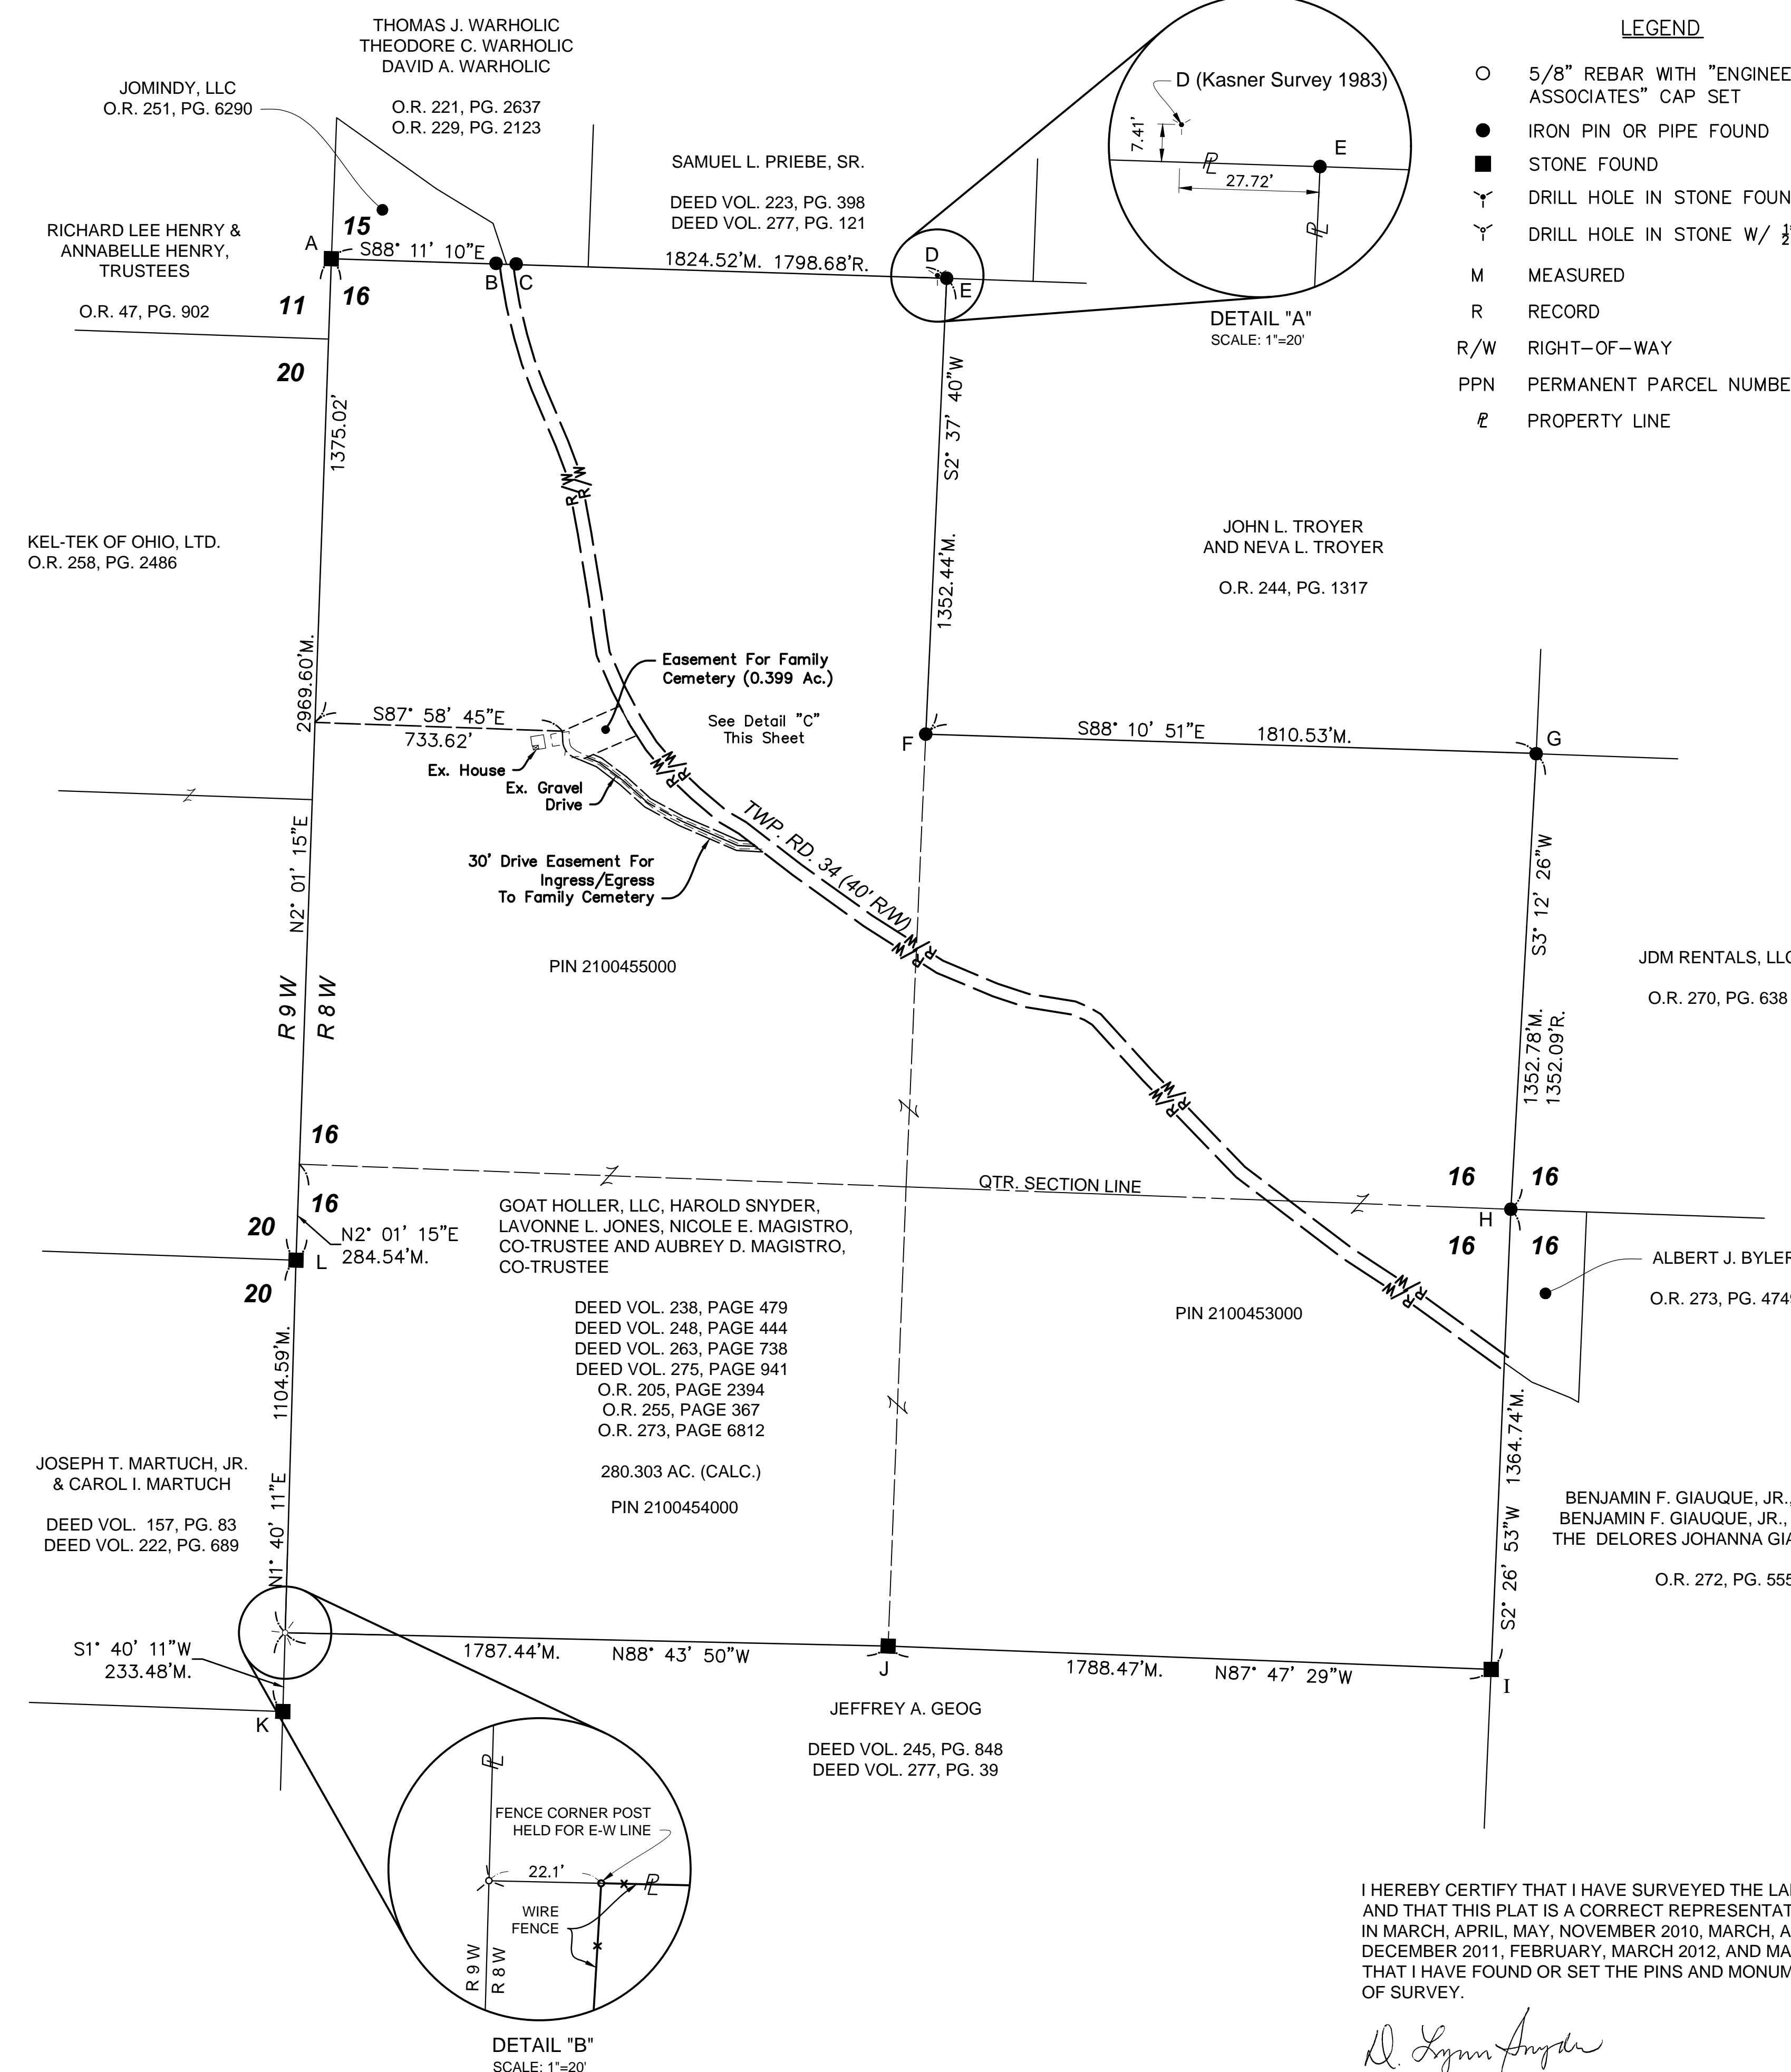 THOMAS J. WARHOLIC
THEODORE C. WARHOLIC
DAVID A. WARHOLIC
O.R. 221, PG. 2637
O.R. 229, PG. 2123
JOMINDY, LLC
O.R. 251, PG. 6290
SAMUEL L. PRIEBE, SR.
DEED VOL. 223, PG. 398
DEED VOL. 277, PG. 121
RICHARD LEE HENRY &
ANNABELLE HENRY,
TRUSTEES
O.R. 47, PG. 902
D (Kasner Survey 1983)
7.41'
E
PL
27.72'
PL
DETAIL "A"
SCALE: 1"=20'
LEGEND
5/8" REBAR WITH "ENGINEE
ASSOCIATES" CAP SET
IRON PIN OR PIPE FOUND
STONE FOUND
DRILL HOLE IN STONE FOUN
DRILL HOLE IN STONE W/ 1
2
M MEASURED
R RECORD
R/W RIGHT-OF-WAY
PPN PERMANENT PARCEL NUMBE
PL PROPERTY LINE
A
15
S88° 11' 10"E
B
C
1824.52'M. 1798.68'R.
D
E
11
16
20
1375.02'
S2° 37' 40"W
1352.44'M.
R/W
R/W
KEL-TEK OF OHIO, LTD.
O.R. 258, PG. 2486
JOHN L. TROYER
AND NEVA L. TROYER
O.R. 244, PG. 1317
2969.60'M.
Easement For Family
Cemetery (0.399 Ac.)
S87° 58' 45"E
733.62'
See Detail "C"
This Sheet
Ex. House
Ex. Gravel
Drive
R/W
R/W
F
S88° 10' 51"E 1810.53'M.
G
N2° 01' 15"E
30' Drive Easement For
Ingress/Egress
To Family Cemetery
TWP. RD. 34 (40' R/W)
R/W
R/W
S3° 12' 26"W
PIN 2100455000
JDM RENTALS, LLC
O.R. 270, PG. 638
R 9 W
R 8 W
1352.78'M.
1352.09'R.
R/W
R/W
16
16
QTR. SECTION LINE
16
16
H
16
16
20
L
20
N2° 01' 15"E
284.54'M.
GOAT HOLLER, LLC, HAROLD SNYDER,
LAVONNE L. JONES, NICOLE E. MAGISTRO,
CO-TRUSTEE AND AUBREY D. MAGISTRO,
CO-TRUSTEE
DEED VOL. 238, PAGE 479
DEED VOL. 248, PAGE 444
DEED VOL. 263, PAGE 738
DEED VOL. 275, PAGE 941
O.R. 205, PAGE 2394
O.R. 255, PAGE 367
O.R. 273, PAGE 6812
280.303 AC. (CALC.)
PIN 2100454000
PIN 2100453000
R/W
R/W
ALBERT J. BYLER
O.R. 273, PG. 474
1104.59'M.
N1° 40' 11"E
JOSEPH T. MARTUCH, JR.
& CAROL I. MARTUCH
DEED VOL. 157, PG. 83
DEED VOL. 222, PG. 689
S2° 26' 53"W 1364.74'M.
BENJAMIN F. GIAUQUE, JR.,
BENJAMIN F. GIAUQUE, JR.,
THE DELORES JOHANNA GIA
O.R. 272, PG. 555
S1° 40' 11"W
233.48'M.
K
1787.44'M. N88° 43' 50"W
J
1788.47'M. N87° 47' 29"W
I
JEFFREY A. GEOG
DEED VOL. 245, PG. 848
DEED VOL. 277, PG. 39
PL
FENCE CORNER POST
HELD FOR E-W LINE
22.1'
PL
WIRE
FENCE
R 9 W
R 8 W
DETAIL "B"
SCALE: 1"=20'
I HEREBY CERTIFY THAT I HAVE SURVEYED THE LA
AND THAT THIS PLAT IS A CORRECT REPRESENTAT
IN MARCH, APRIL, MAY, NOVEMBER 2010, MARCH, A
DECEMBER 2011, FEBRUARY, MARCH 2012, AND MA
THAT I HAVE FOUND OR SET THE PINS AND MONUM
OF SURVEY.
D. Lynn Snyder